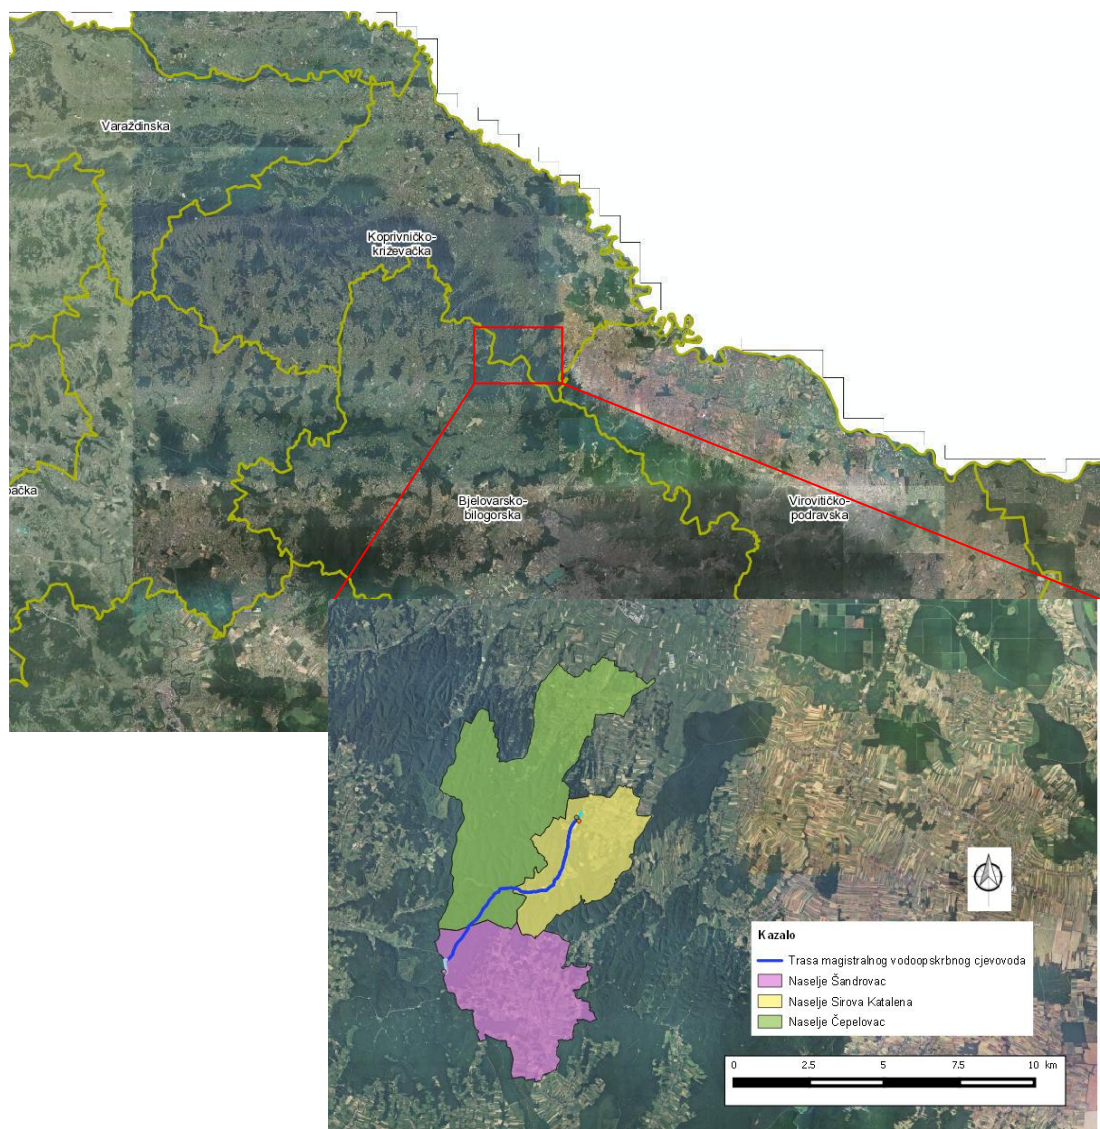 Varaždinska
Koprivničko-
križevačka
Bjelovarsko-
bilogorska
Virovitičko-
podravska
Kazalo
Trasa magistralnog vodoopskrbnog cjevovoda
Naselje Šandrovac
Naselje Sirova Katalena
Naselje Čepelovac
0 2.5 5 7.5 10 km